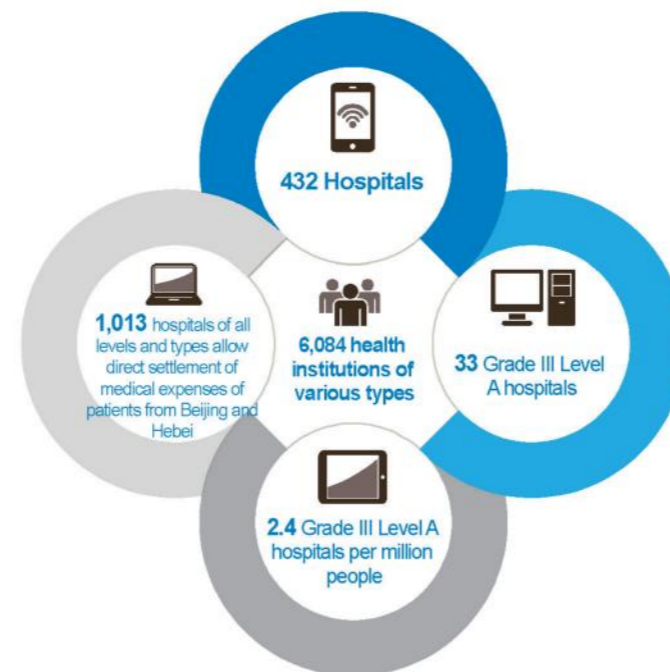 432 Hospitals
1,013 hospitals of all
levels and types allow
direct settlement of
medical expenses of
patients from Beijing and
Hebei
6,084 health
institutions of
various types
33 Grade III Level
A hospitals
2.4 Grade III Level A
hospitals per million
people